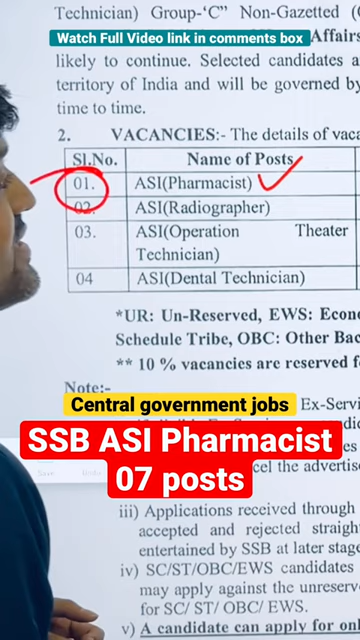 Technician) Group-‘C” Non-Gazetted (
Watch Full Video link in comments box
Affairs
likely to continue. Selected candidates a
territory of India and will be governed by
time to time.
2. VACANCIES:- The details of vaca
Sl.No. Name of Posts
01. ASI(Pharmacist)
02. ASI(Radiographer)
03. ASI(Operation Theater
Technician)
04 ASI(Dental Technician)
*UR: Un-Reserved, EWS: Econo
Schedule Tribe, OBC: Other Bac
** 10 % vacancies are reserved f
Note:-
Central government jobs
Ex-Servi
SSB ASI Pharmacist
07 posts
cel the advertise
iii) Applications received through
accepted and rejected straigh
entertained by SSB at later stage
iv) SC/ST/OBC/EWS candidates
may apply against the unreserve
for SC/ ST/ OBC/ EWS.
v) A candidate can apply for onl